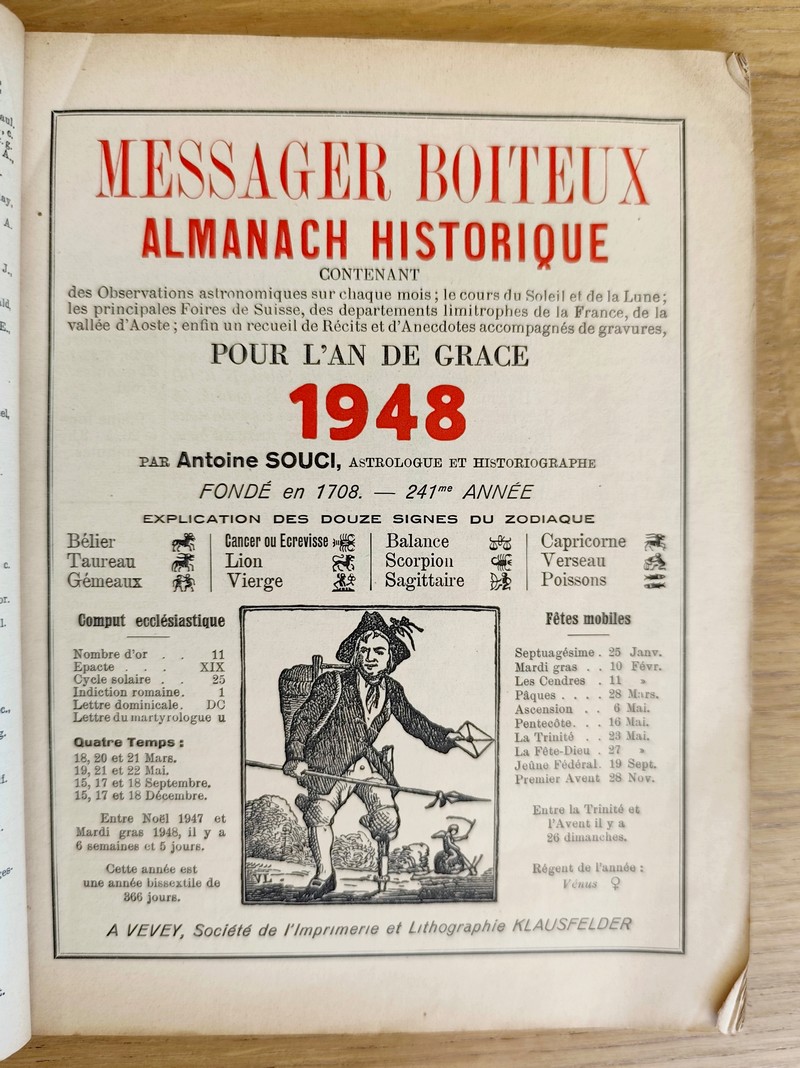 MESSAGER BOITEUX
ALMANACH HISTORIQUE
CONTENANT
des Observations astronomiques sur chaque mois ; le cours du Soleil et de la Lune ;
les principales Foires de Suisse, des departements limitrophes de la France, de la
vallée d'Aoste ; enfin un recueil de Récits et d'Anecdotes accompagnés de gravures,
POUR L'AN DE GRACE
1948
PAR Antoine SOUCI, ASTROLOGUE ET HISTORIOGRAPHE
FONDÉ en 1708. — 241me ANNÉE
EXPLICATION DES DOUZE SIGNES DU ZODIAQUE
Bélier
Taureau
Gémeaux
Cancer ou Ecrevisse
Lion
Vierge
Balance
Scorpion
Sagittaire
Capricorne
Verseau
Poissons
Comput ecclésiastique
Nombre d'or . . 11
Epacte . . . XIX
Cycle solaire . . 25
Indiction romaine. 1
Lettre dominicale. DC
Lettre du martyrologue u
Quatre Temps :
18, 20 et 21 Mars.
19, 21 et 22 Mai.
15, 17 et 18 Septembre.
15, 17 et 18 Décembre.
Entre Noël 1947 et
Mardi gras 1948, il y a
6 semaines et 5 jours.
Cette année est
une année bissextile de
366 jours.
VL
Fêtes mobiles
Septuagésime . 25 Janv.
Mardi gras . . 10 Févr.
Les Cendres . 11 »
Pâques . . . . 28 Mars.
Ascension . . 6 Mai.
Pentecôte. . . 16 Mai.
La Trinité . . 23 Mai.
La Fête-Dieu . 27 »
Jeûne Fédéral. 19 Sept.
Premier Avent 28 Nov.
Entre la Trinité et
l'Avent il y a
26 dimanches.
Régent de l'année :
Vénus ♀
A VEVEY, Société de l'Imprimerie et Lithographie KLAUSFELDER